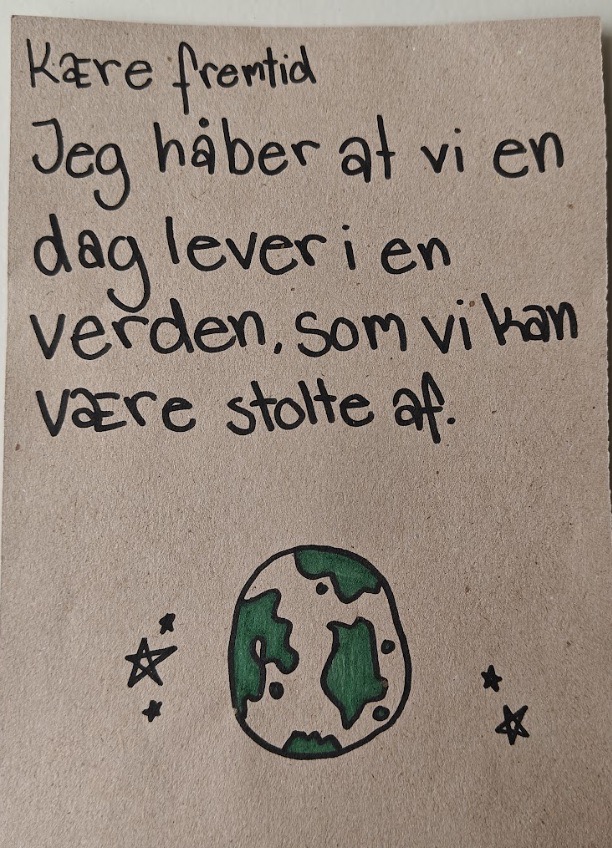 Kære fremtid
Jeg håber at vi en
dag lever i en
verden, som vi kan
være stolte af.